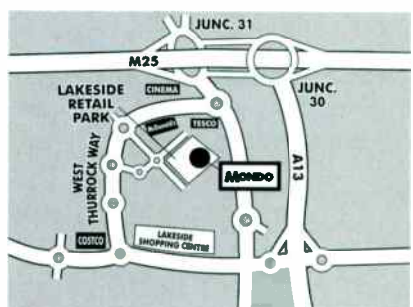 JUNC. 31
M25
LAKESIDE
RETAIL
PARK
CINEMA
JUNC.
30
McDonald's
TESCO
WEST
THURROCK WAY
MONDO
A13
COSTCO
LAKESIDE
SHOPPING CENTRE